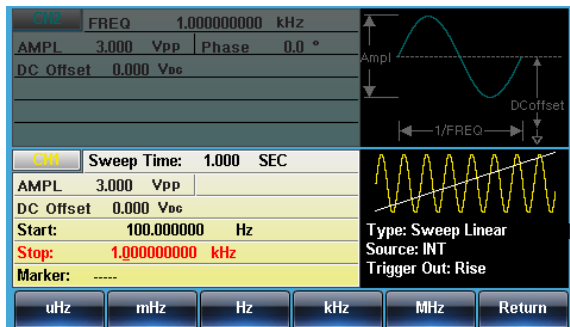 CH2 FREQ 1.000000000 kHz
AMPL 3.000 Vpp Phase 0.0 °
DC Offset 0.000 VDC
Ampl
DCoffset
1/FREQ
CH1 Sweep Time: 1.000 SEC
AMPL 3.000 Vpp
DC Offset 0.000 VDC
Start: 100.000000 Hz
Stop: 1.000000000 kHz
Marker: -----
Type: Sweep Linear
Source: INT
Trigger Out: Rise
uHz mHz Hz kHz MHz Return